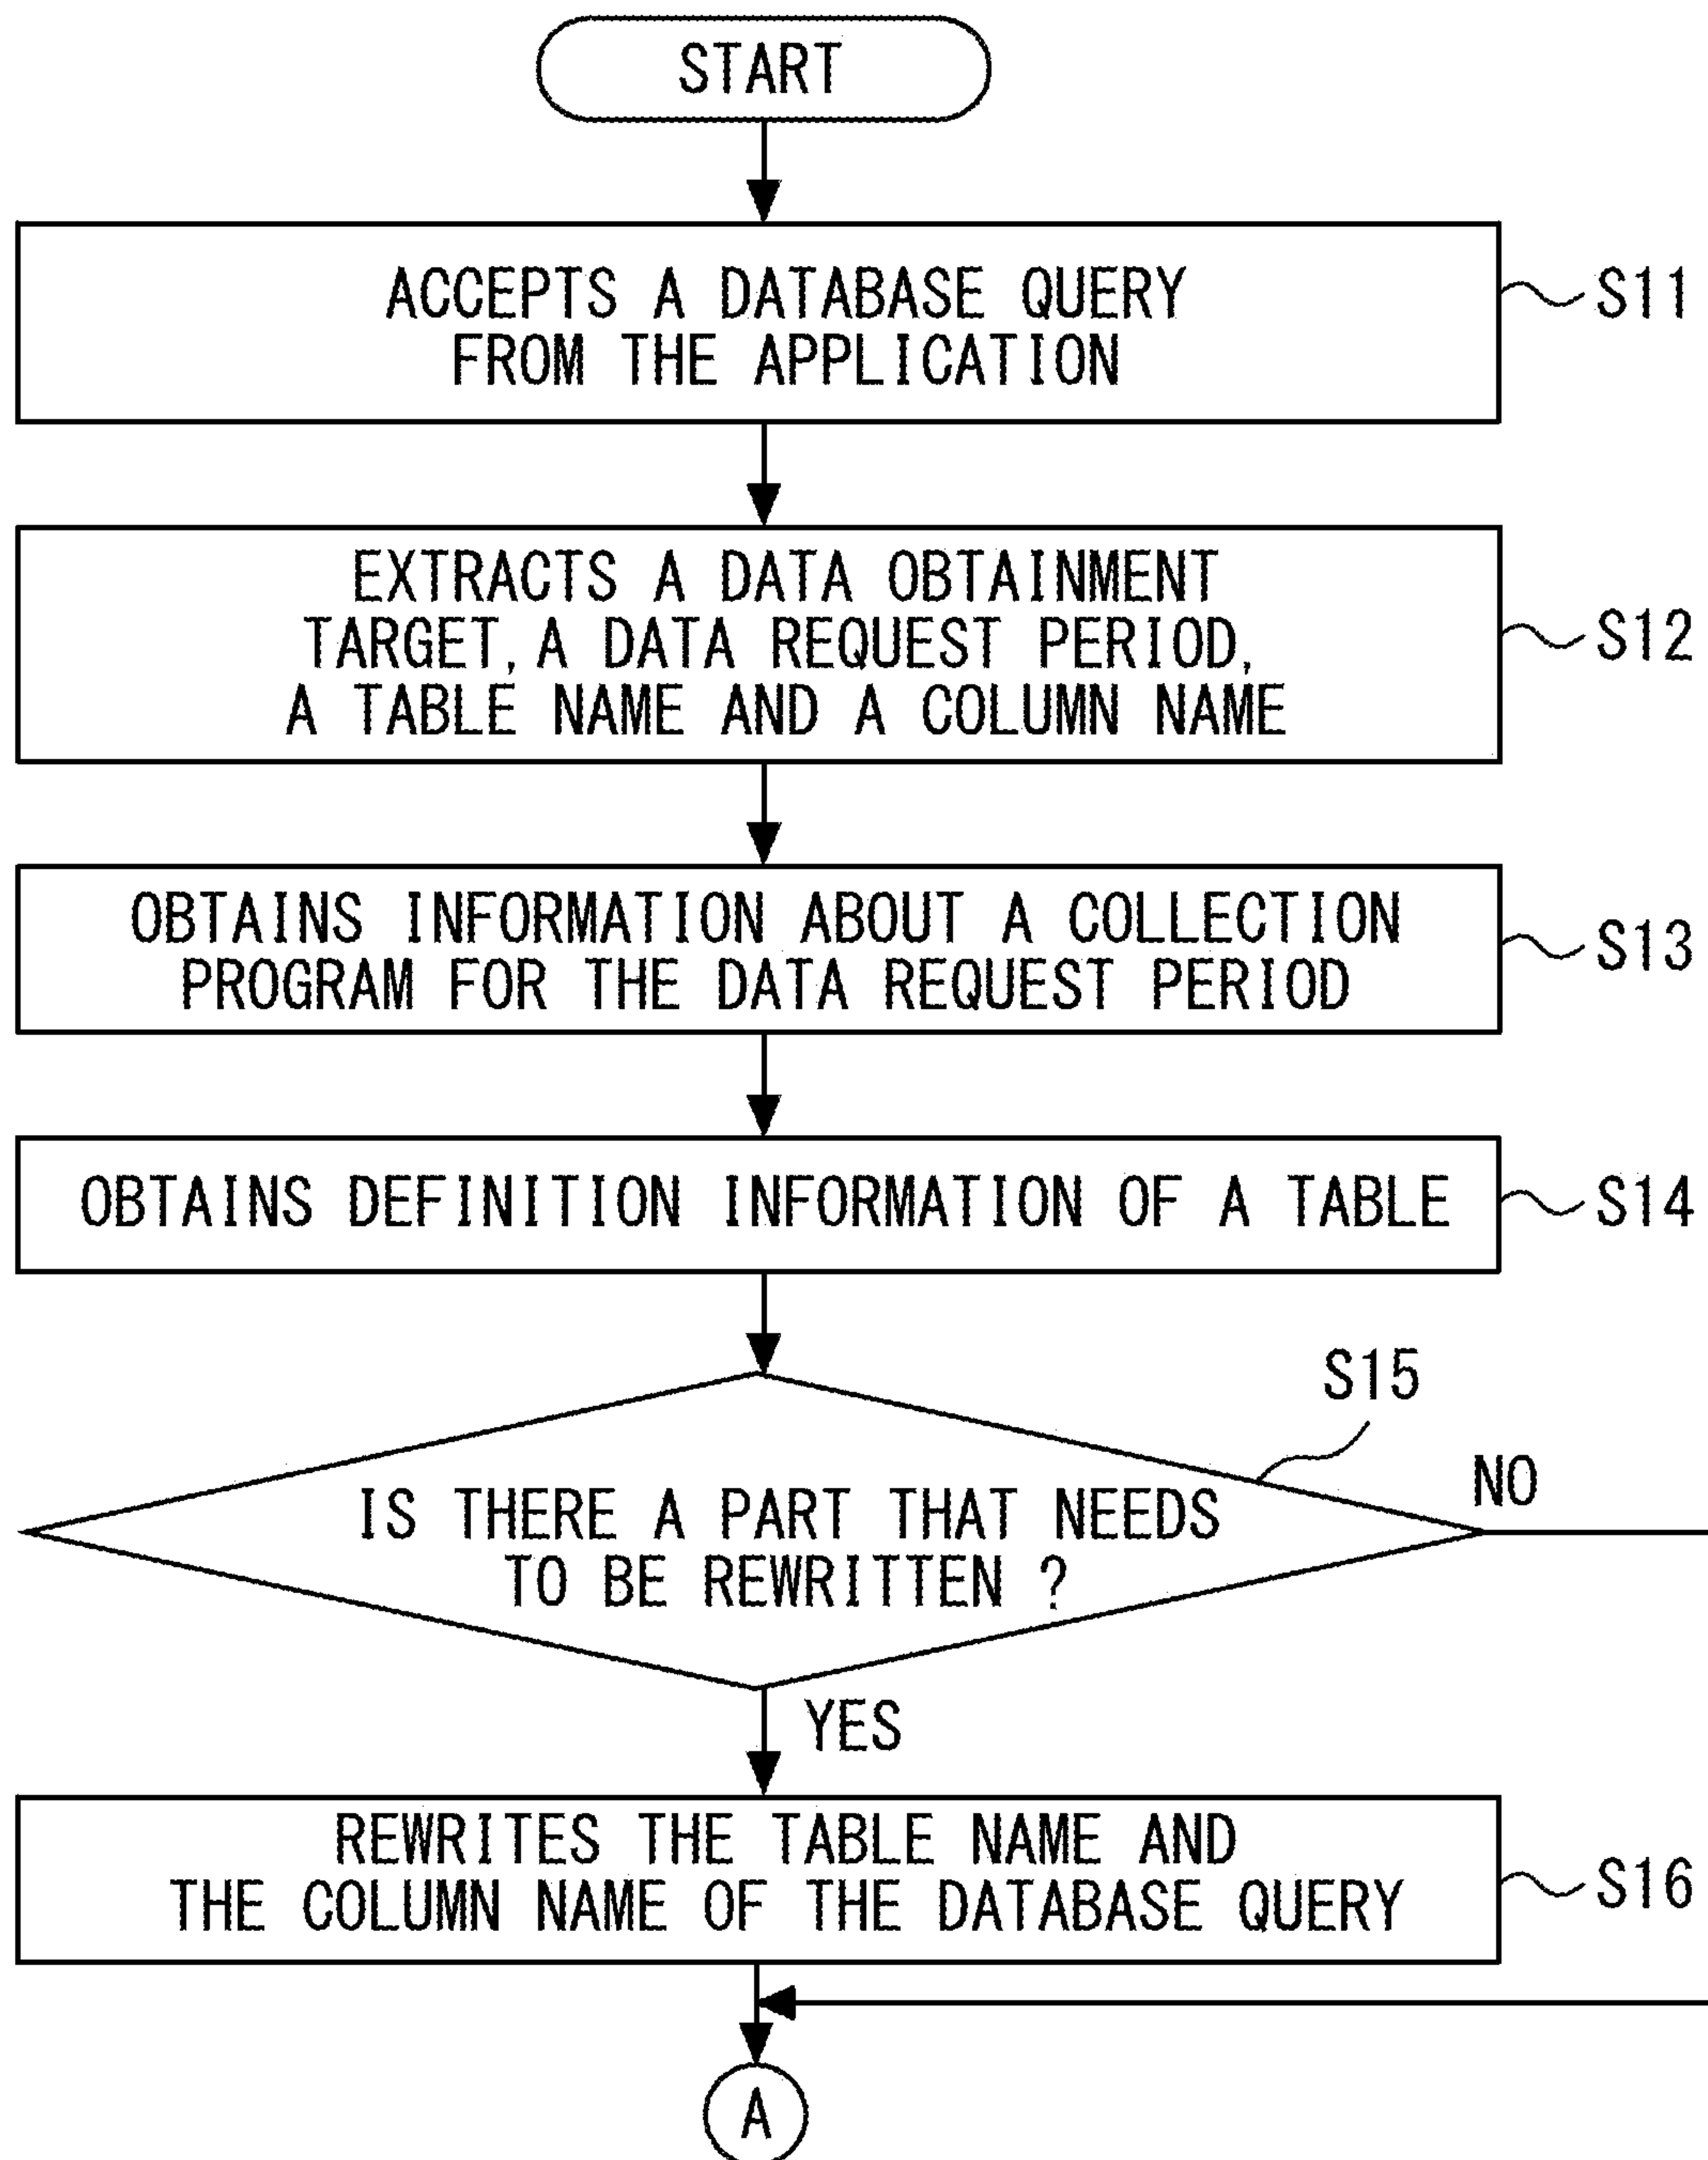 START
ACCEPTS A DATABASE QUERY
FROM THE APPLICATION
S11
EXTRACTS A DATA OBTAINMENT
TARGET, A DATA REQUEST PERIOD,
A TABLE NAME AND A COLUMN NAME
S12
OBTAINS INFORMATION ABOUT A COLLECTION
PROGRAM FOR THE DATA REQUEST PERIOD
S13
OBTAINS DEFINITION INFORMATION OF A TABLE
S14
S15
NO
IS THERE A PART THAT NEEDS
TO BE REWRITTEN ?
YES
REWRITES THE TABLE NAME AND
THE COLUMN NAME OF THE DATABASE QUERY
S16
A